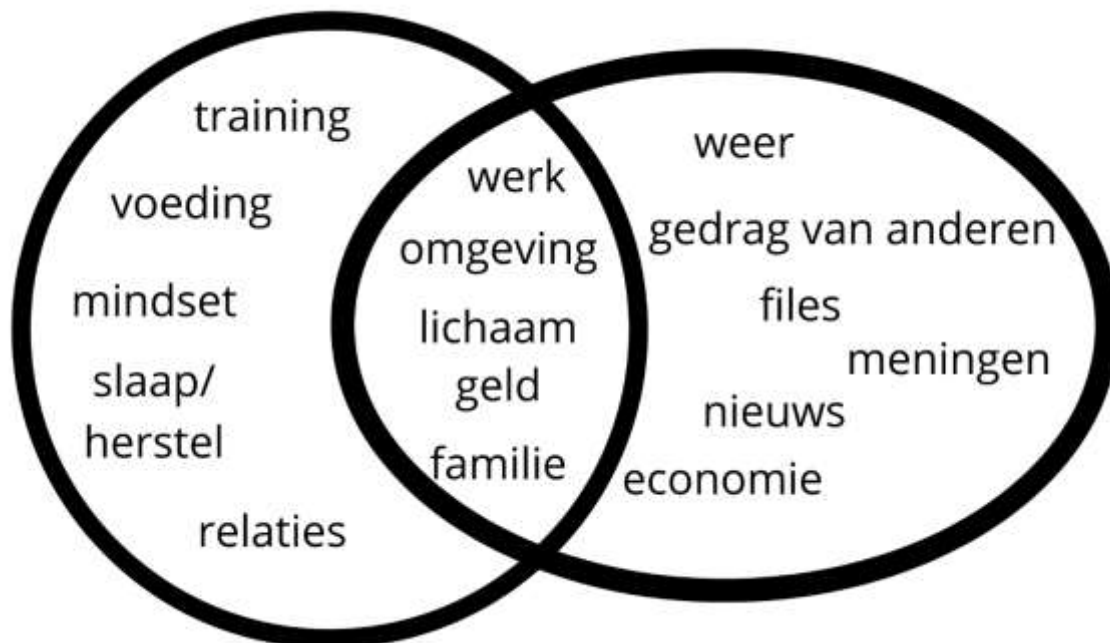 training
voeding
mindset
slaap/
herstel
relaties
werk
omgeving
lichaam
geld
familie
weer
gedrag van anderen
files
meningen
nieuws
economie